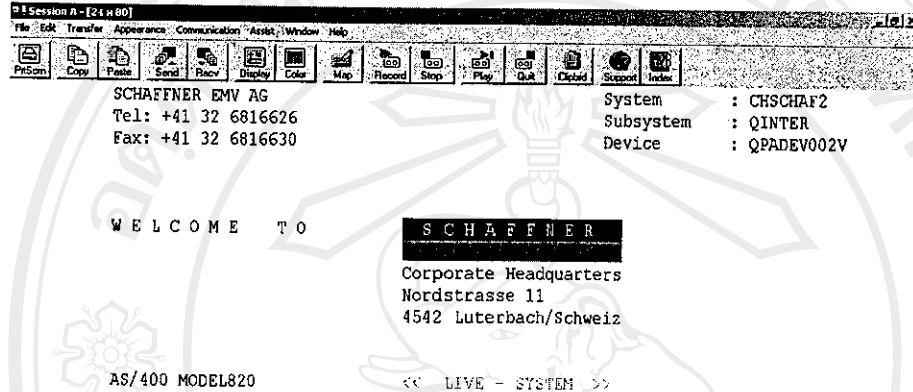 Session A - [24 x 80]
File Edit Transfer Appearance Communication Assist Window Help
PrtScrn Copy Paste Send Recv Display Color Map Record Stop Play Quit Clipbd Support Index
SCHAFFNER EMV AG System : CHSCHAF2
Tel: +41 32 6816626 Subsystem : QINTER
Fax: +41 32 6816630 Device : QPADEV002V
W E L C O M E T O S C H A F F N E R
Corporate Headquarters
Nordstrasse 11
4542 Luterbach/Schweiz
AS/400 MODEL820 << LIVE - SYSTEM >>